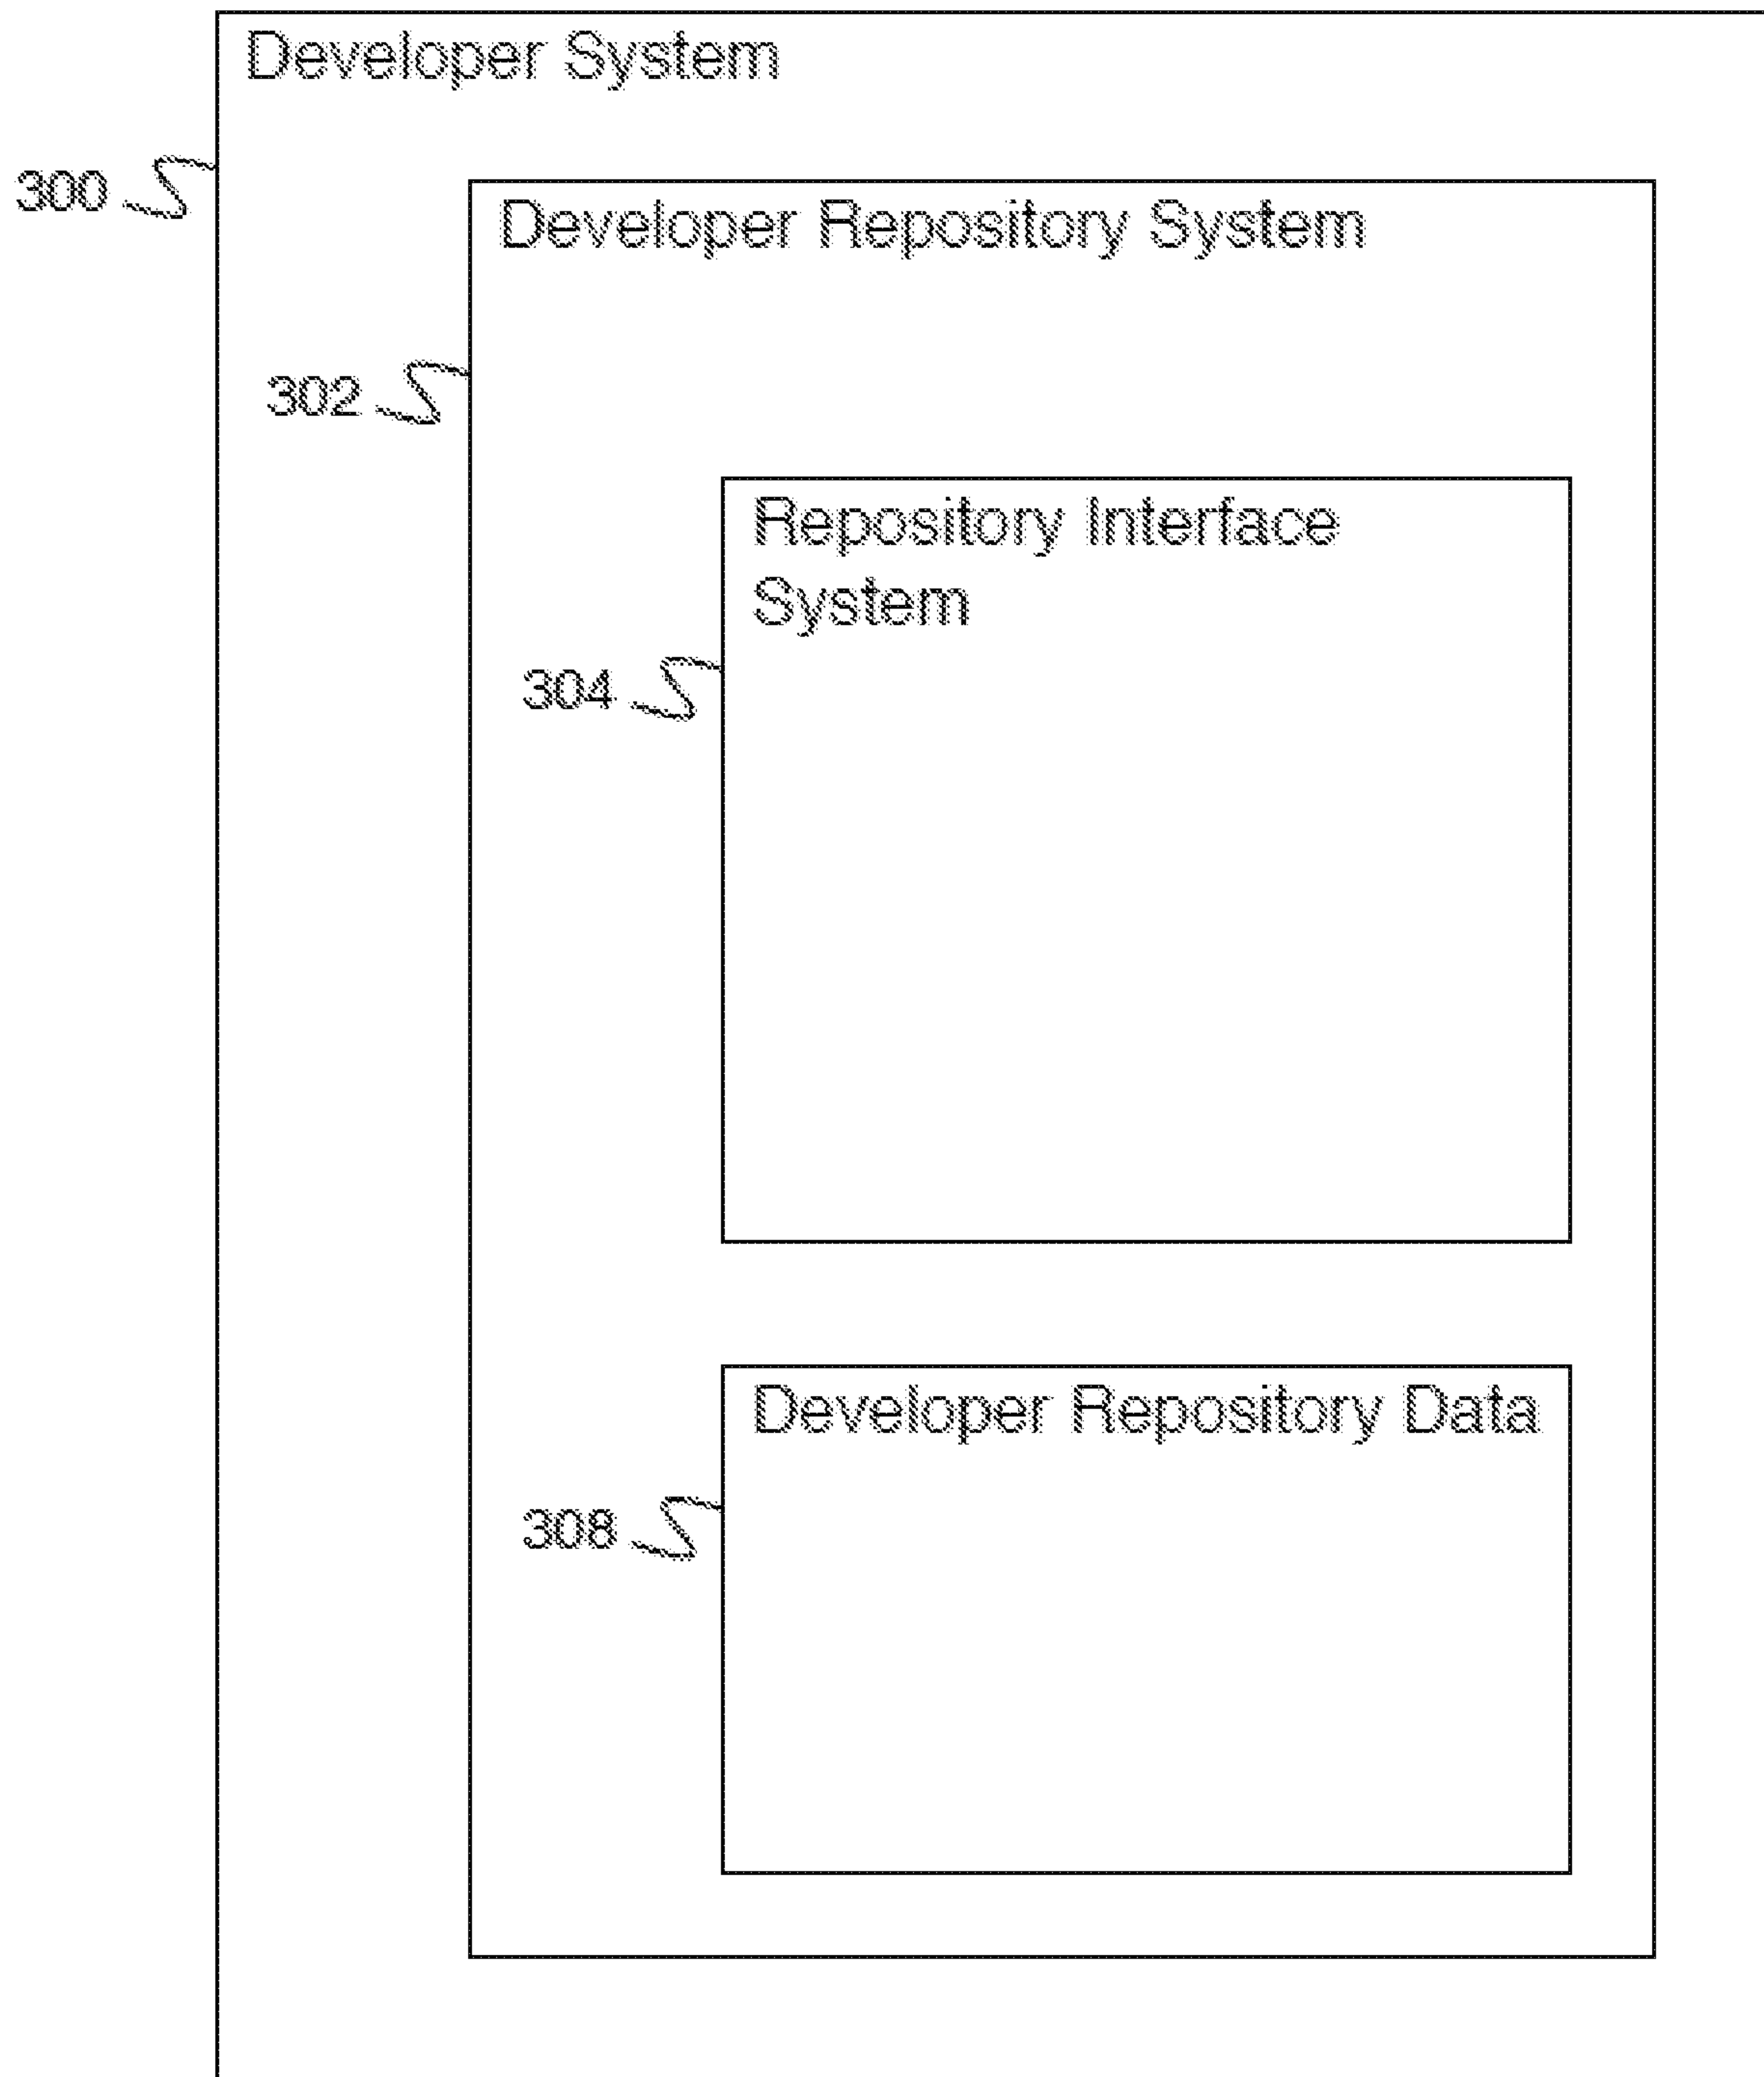 Developer System
300
Developer Repository System
302
Repository Interface
System
304
Developer Repository Data
308